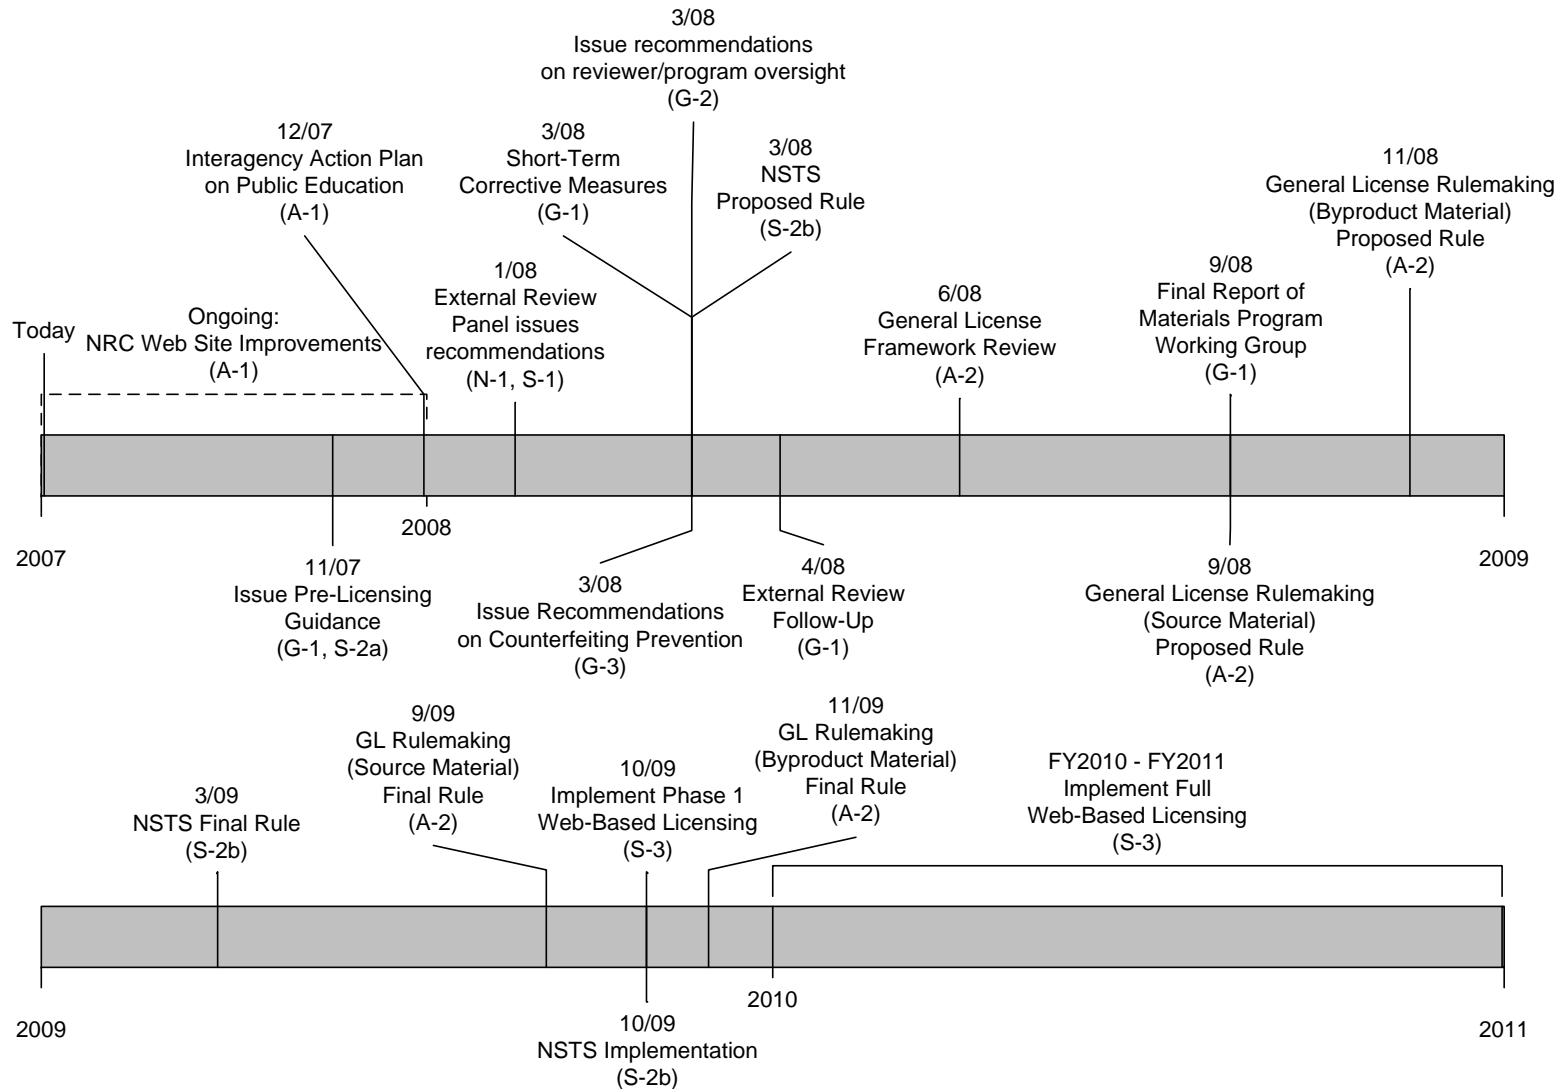 3/08
Issue recommendations
on reviewer/program oversight
(G-2)
12/07
Interagency Action Plan
on Public Education
(A-1)
3/08
Short-Term
Corrective Measures
(G-1)
3/08
NSTS
Proposed Rule
(S-2b)
11/08
General License Rulemaking
(Byproduct Material)
Proposed Rule
(A-2)
Today
Ongoing:
NRC Web Site Improvements
(A-1)
1/08
External Review
Panel issues
recommendations
(N-1, S-1)
6/08
General License
Framework Review
(A-2)
9/08
Final Report of
Materials Program
Working Group
(G-1)
2007
2008
2009
11/07
Issue Pre-Licensing
Guidance
(G-1, S-2a)
3/08
Issue Recommendations
on Counterfeiting Prevention
(G-3)
4/08
External Review
Follow-Up
(G-1)
9/08
General License Rulemaking
(Source Material)
Proposed Rule
(A-2)
3/09
NSTS Final Rule
(S-2b)
9/09
GL Rulemaking
(Source Material)
Final Rule
(A-2)
10/09
Implement Phase 1
Web-Based Licensing
(S-3)
11/09
GL Rulemaking
(Byproduct Material)
Final Rule
(A-2)
FY2010 - FY2011
Implement Full
Web-Based Licensing
(S-3)
2009
2010
2011
10/09
NSTS Implementation
(S-2b)